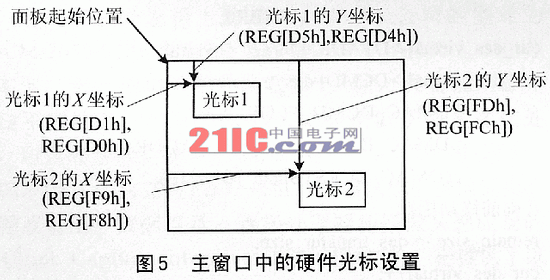 面板起始位置
光标1的Y坐标
(REG[D5h],REG[D4h])
光标1的X坐标
(REG[D1h],
REG[D0h])
光标1
光标2的Y坐标
(REG[FDh],
REG[FCh])
21IC.com
中国电子网
光标2的X坐标
(REG[F9h],
REG[F8h])
光标2
图5 主窗口中的硬件光标设置